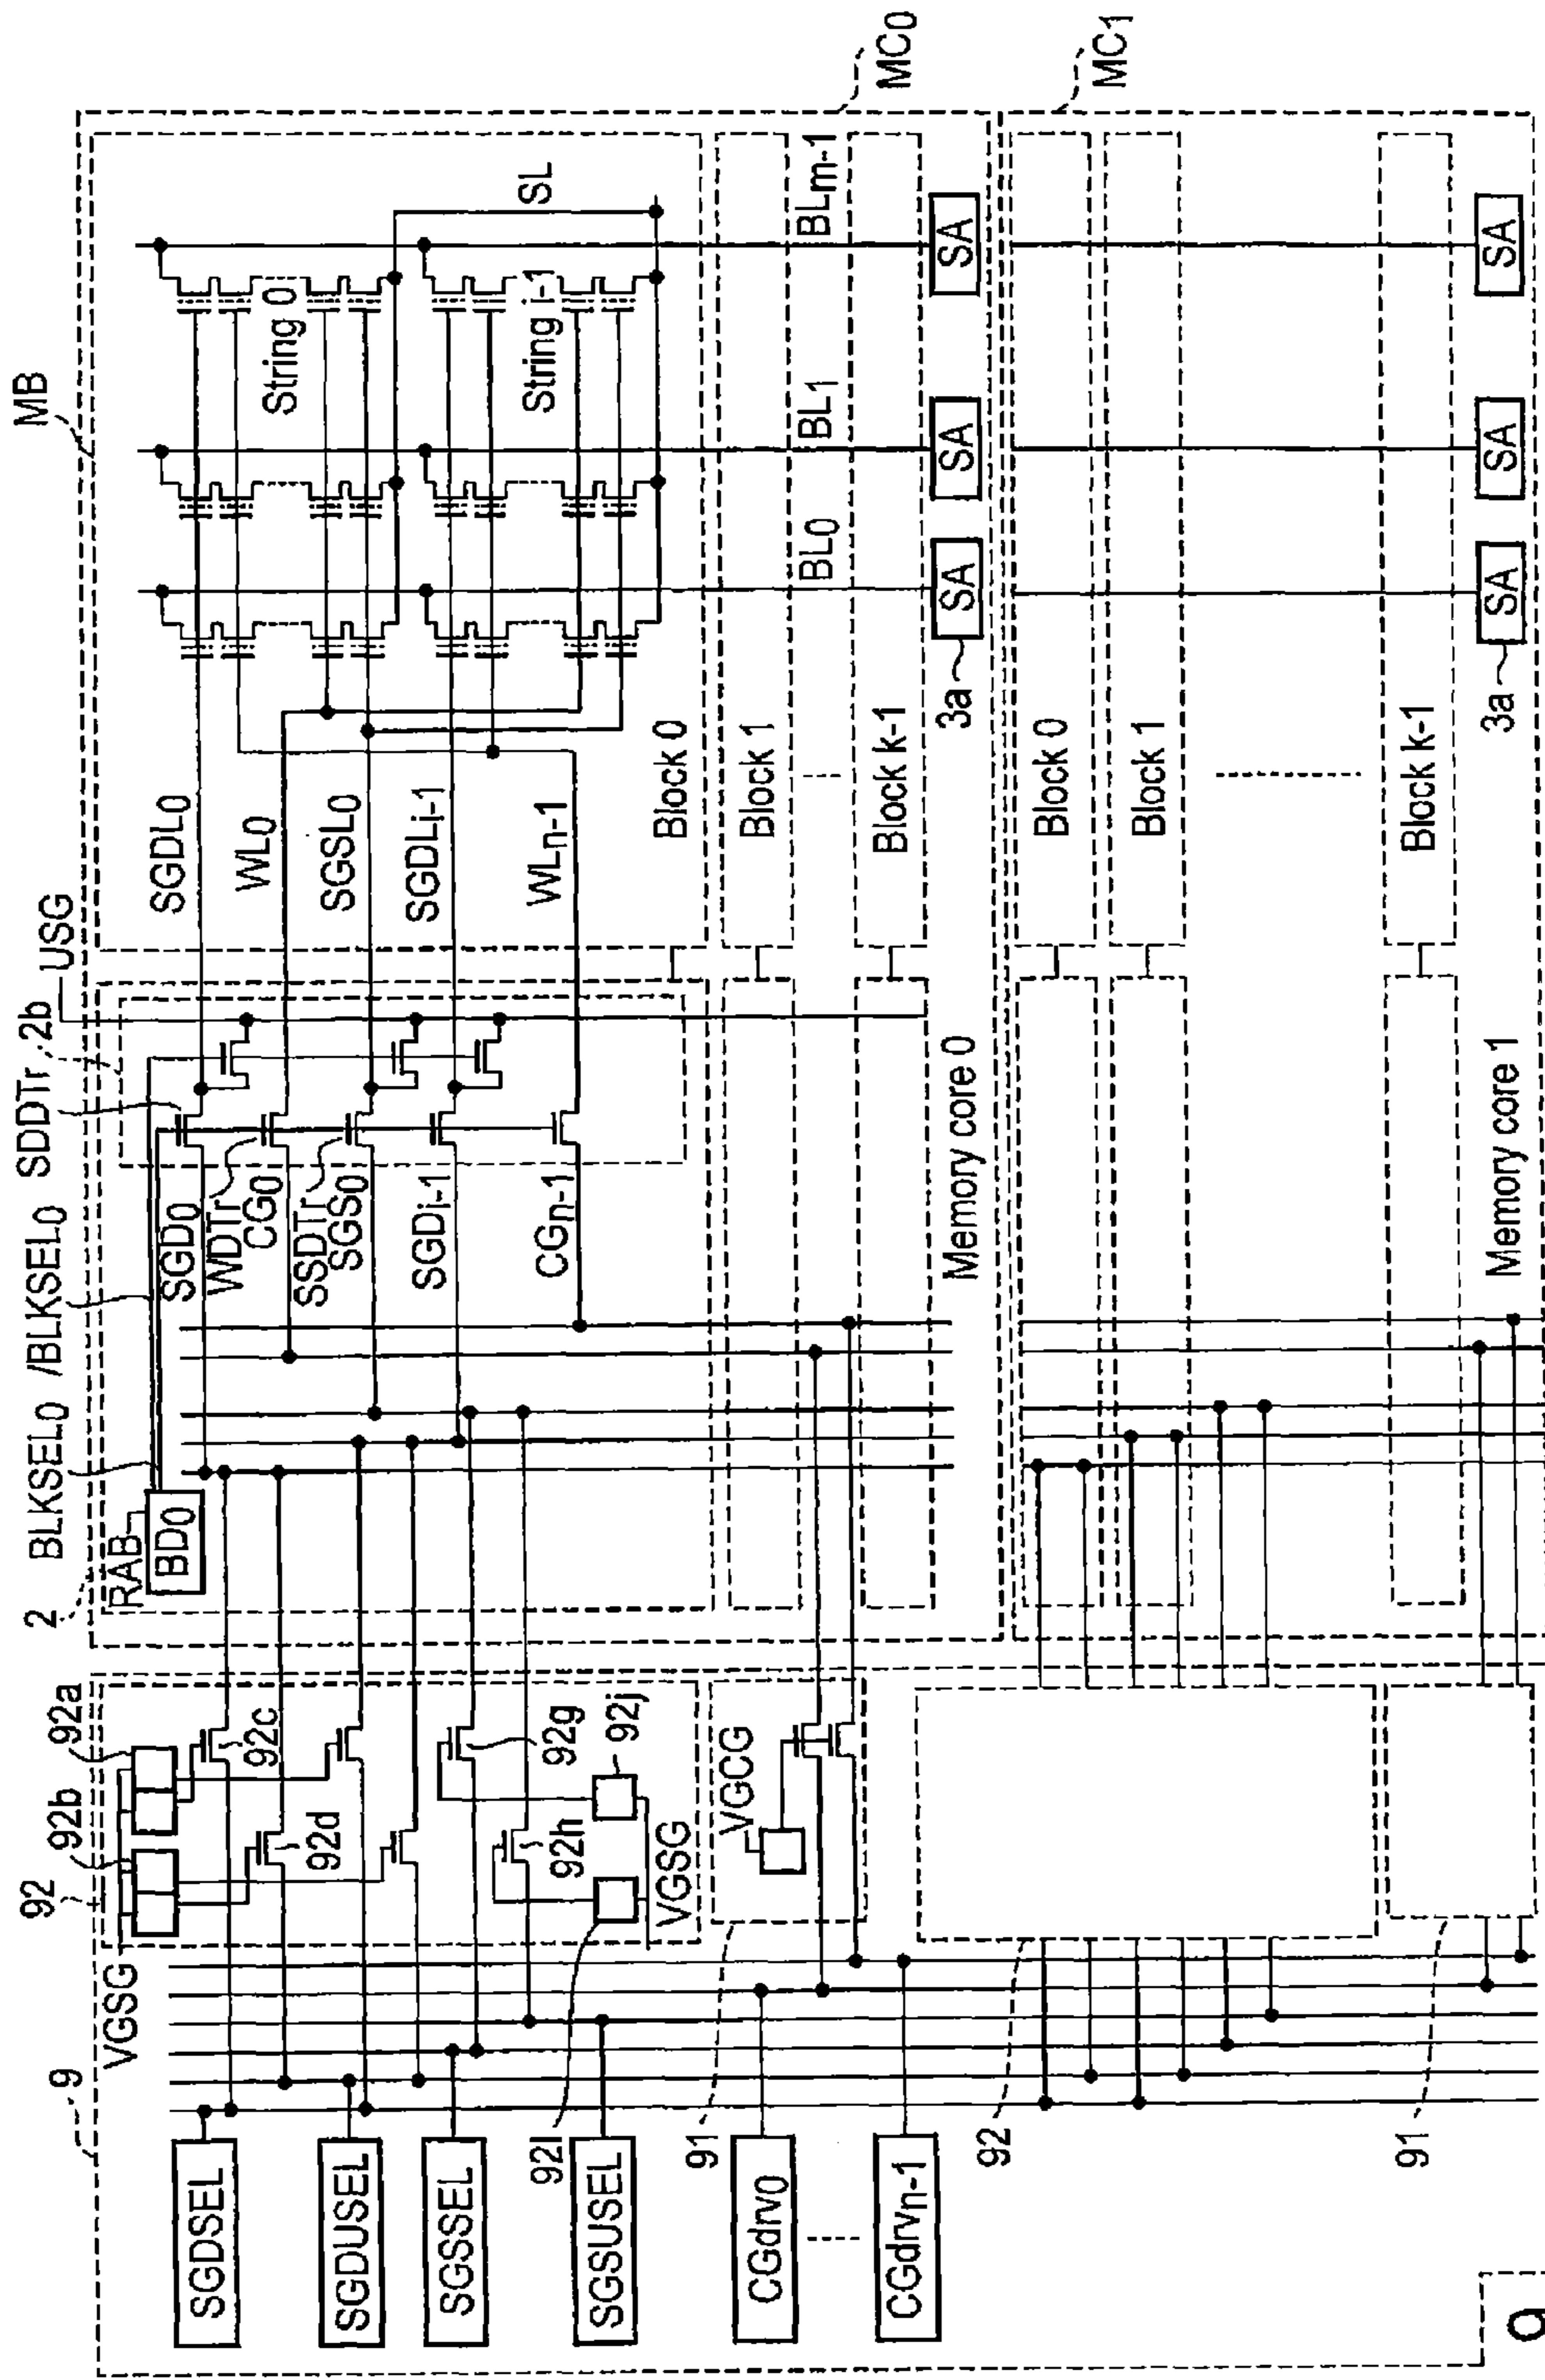 9
VGSG
92
92b
92a
92c
92d
92g
92h
92j
92I
VGSG
VGCG
SGDSEL
SGDUSEL
SGSSEL
SGSUSEL
91
CGdrv0
CGdrvn-1
92
91
9
2
BLKSEL0
/BLKSEL0
SDDTr
2b
USG
RAB
BD0
SGD0
WDTr
CG0
SSDTr
SGS0
SGDi-1
CGn-1
Memory core 0
Memory core 1
SGDL0
WL0
SGSL0
SGDLi-1
WLn-1
Block 0
Block 1
Block k-1
MB
String 0
String i-1
SL
BL0
BL1
BLm-1
3a
SA
SA
SA
MC0
MC1
Block 0
Block 1
Block k-1
3a
SA
SA
SA